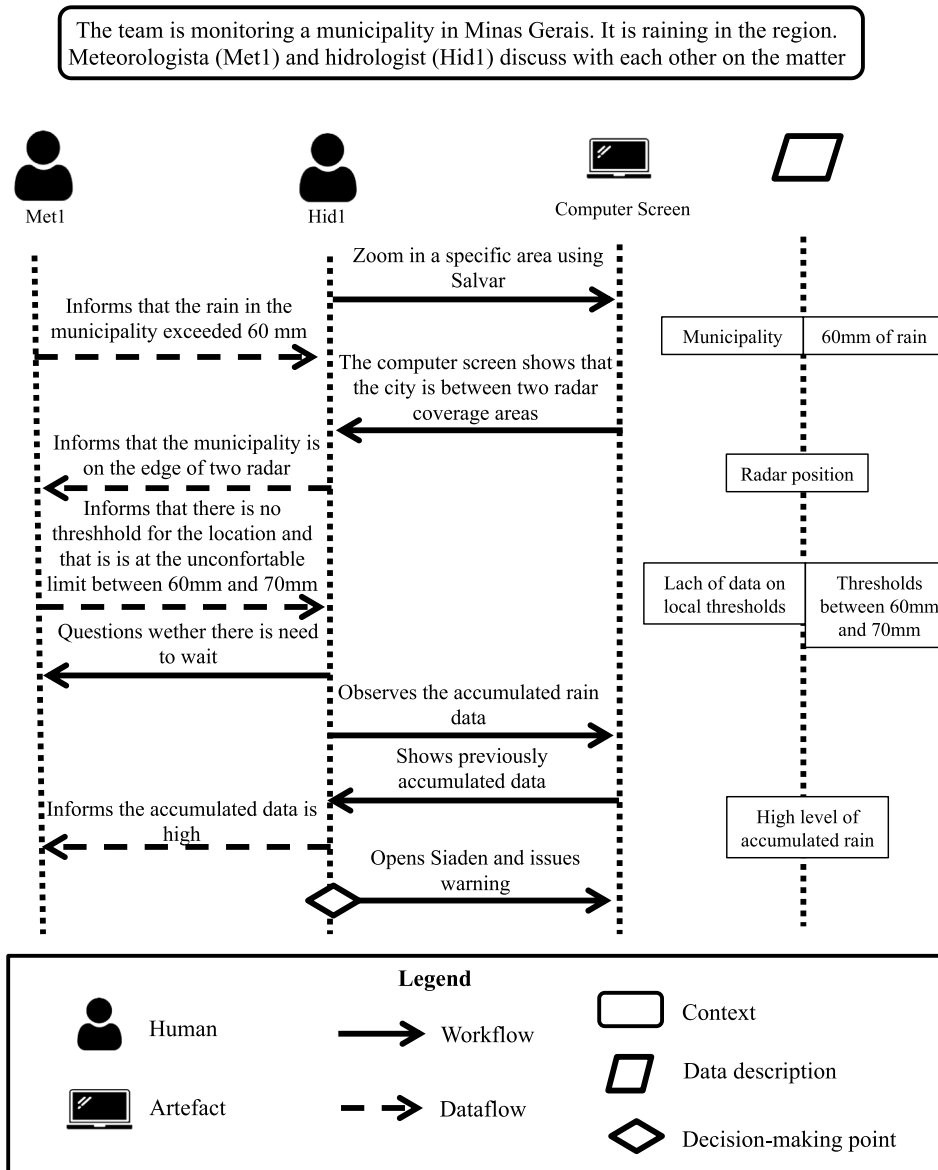 The team is monitoring a municipality in Minas Gerais. It is raining in the region.
Meteorologista (Met1) and hidrologist (Hid1) discuss with each other on the matter
Met1
Hid1
Computer Screen
Zoom in a specific area using
Salvar
Informs that the rain in the
municipality exceeded 60 mm
Municipality
60mm of rain
The computer screen shows that
the city is between two radar
coverage areas
Informs that the municipality is
on the edge of two radar
Radar position
Informs that there is no
threshhold for the location and
that is is at the unconfortable
limit between 60mm and 70mm
Lach of data on
local thresholds
Thresholds
between 60mm
and 70mm
Questions wether there is need
to wait
Observes the accumulated rain
data
Shows previously
accumulated data
Informs the accumulated data is
high
High level of
accumulated rain
Opens Siaden and issues
warning
Legend
Human
Workflow
Context
Artefact
Dataflow
Data description
Decision-making point